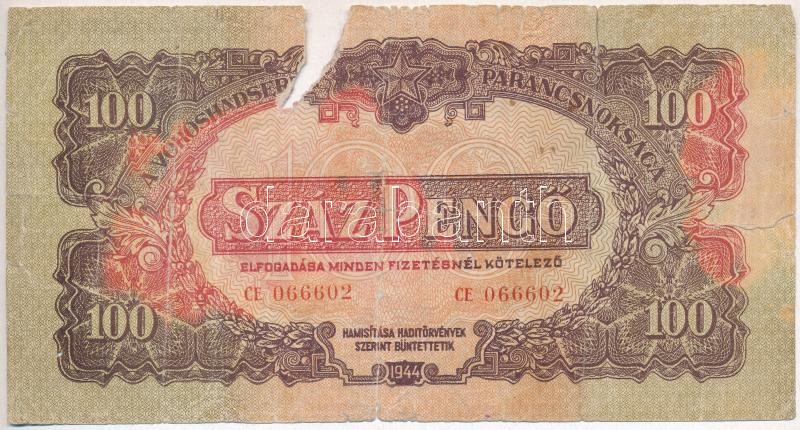 A VÖRÖSHADSEREG PARANCSNOKSÁGA
100 100
SZÁZ PENGŐ
darabanth
ELFOGADÁSA MINDEN FIZETÉSNÉL KÖTELEZŐ
CE 066602 CE 066602
100 100
HAMISÍTÁSA HADITÖRVÉNYEK
SZERINT BÜNTETTETIK
1944